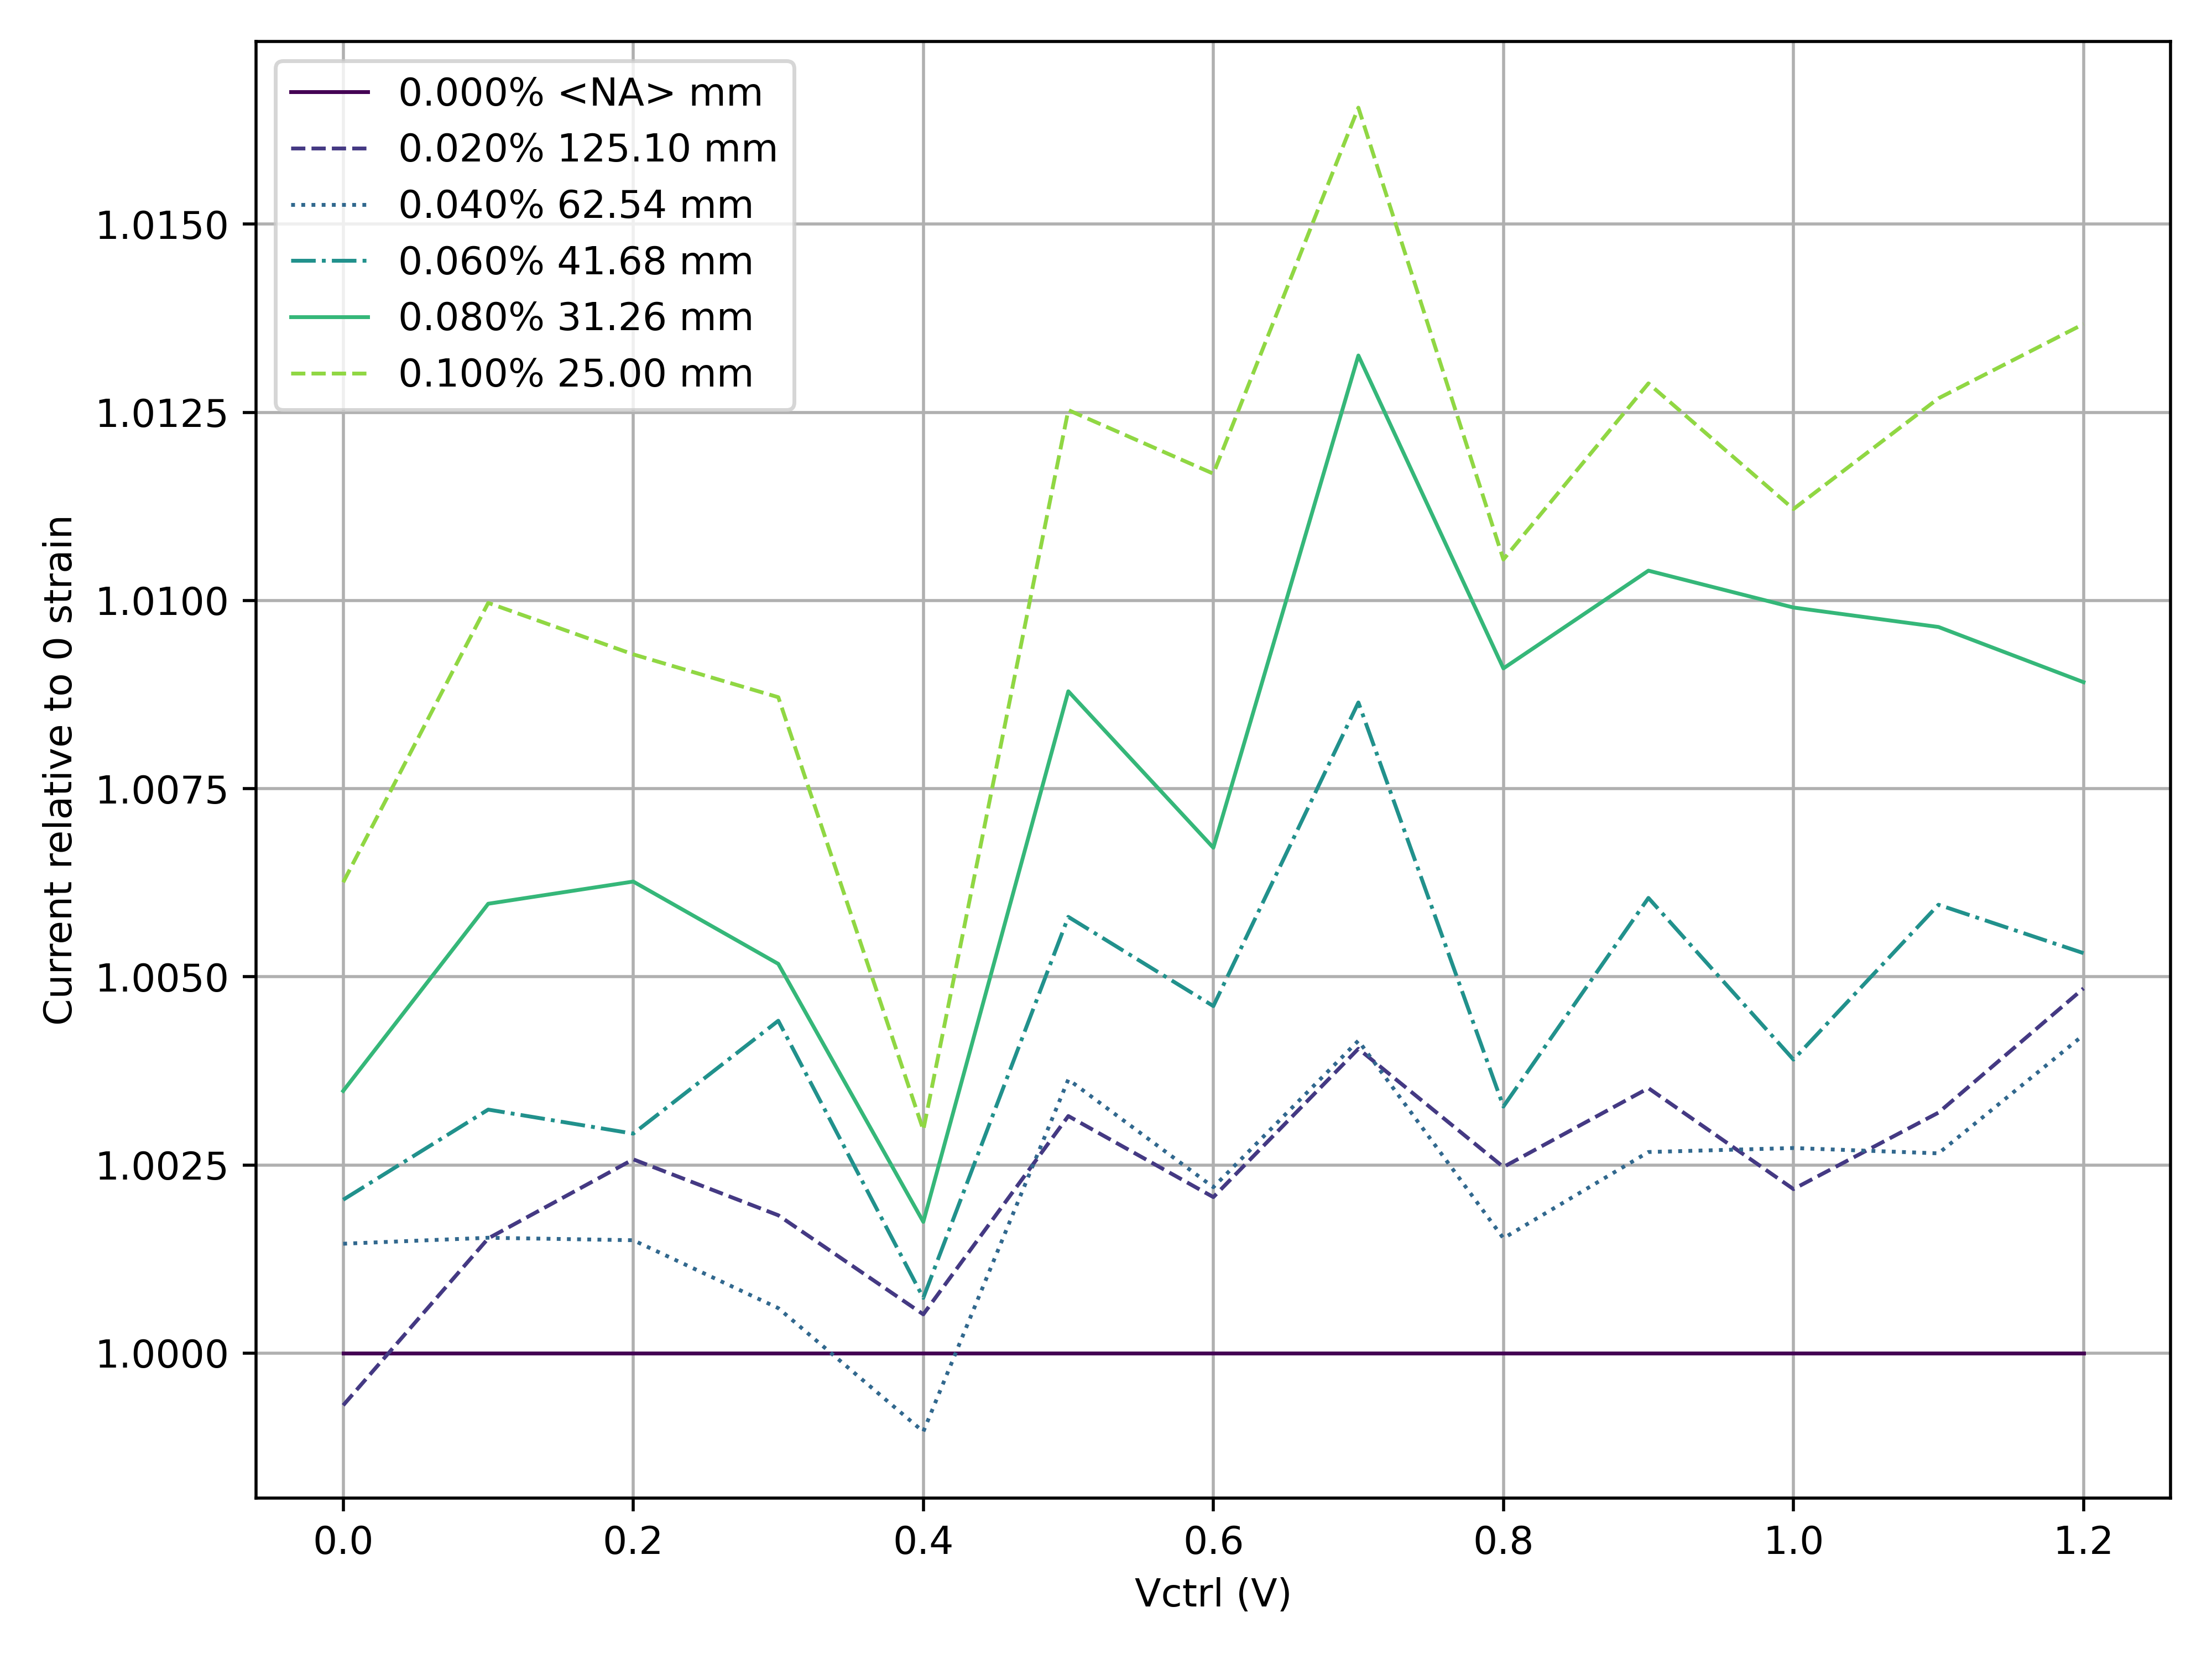 0.000% <NA> mm
0.020% 125.10 mm
0.040% 62.54 mm
0.060% 41.68 mm
0.080% 31.26 mm
0.100% 25.00 mm
1.0150
1.0125
1.0100
1.0075
1.0050
1.0025
1.0000
Current relative to 0 strain
0.0 0.2 0.4 0.6 0.8 1.0 1.2
Vctrl (V)